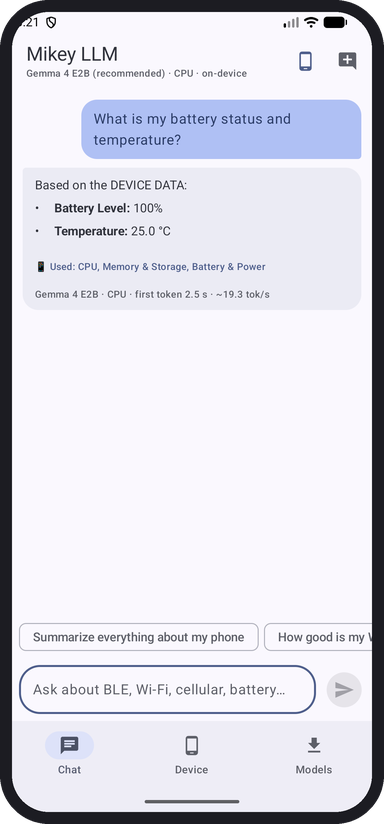 :21
Mikey LLM
Gemma 4 E2B (recommended) · CPU · on-device
What is my battery status and
temperature?
Based on the DEVICE DATA:
• Battery Level: 100%
• Temperature: 25.0 °C
Used: CPU, Memory & Storage, Battery & Power
Gemma 4 E2B · CPU · first token 2.5 s · ~19.3 tok/s
Summarize everything about my phone
How good is my
Ask about BLE, Wi-Fi, cellular, battery…
Chat
Device
Models